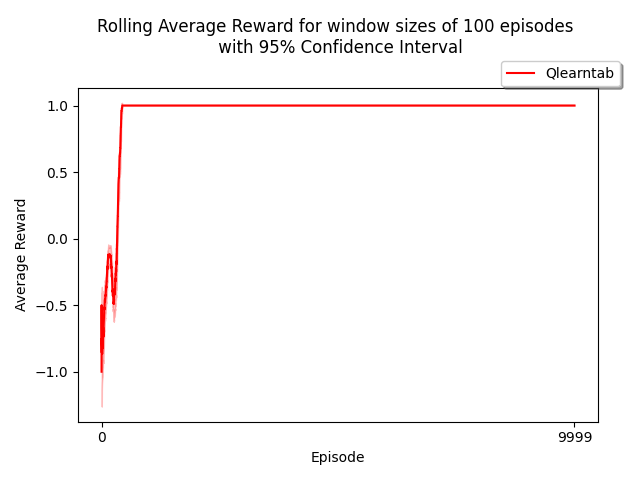 Rolling Average Reward for window sizes of 100 episodes
with 95% Confidence Interval
Qlearntab
1.0
0.5
0.0
−0.5
−1.0
Average Reward
0
9999
Episode